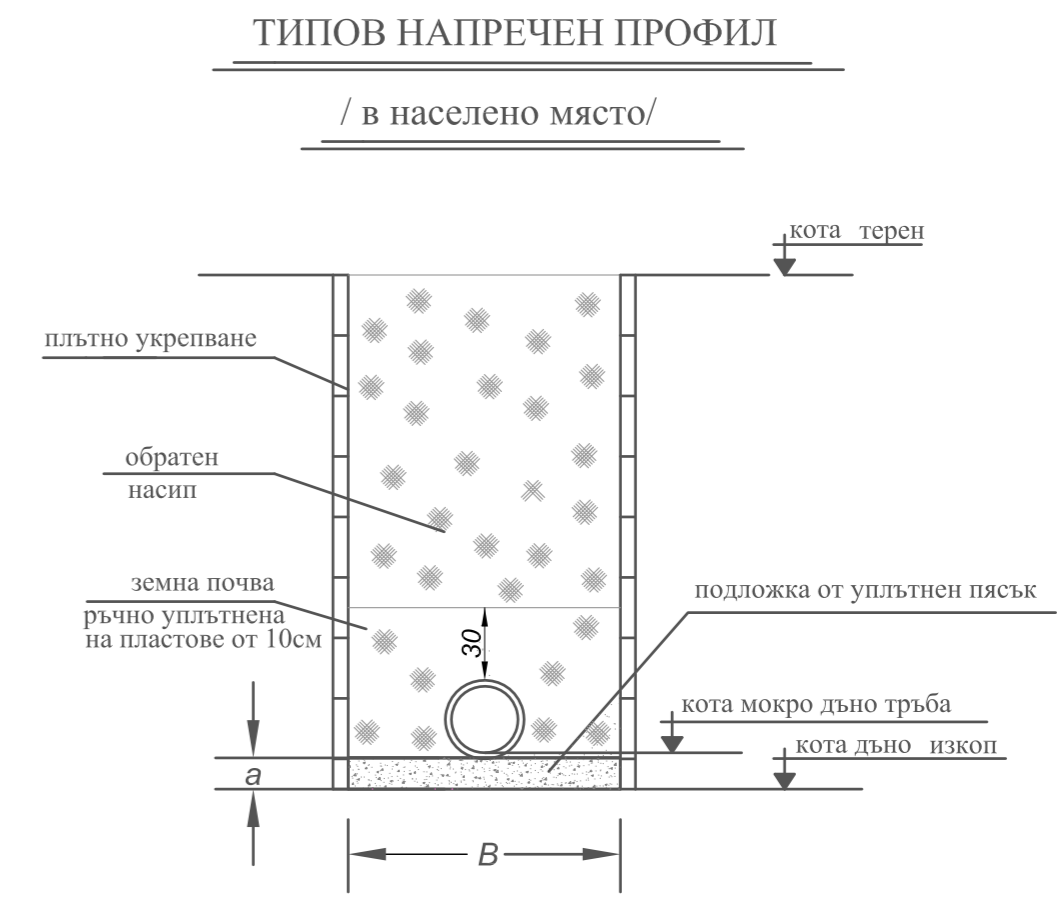 ТИПОВ НАПРЕЧЕН ПРОФИЛ
/ в населено място/
кота терен
плътно укрепване
обратен
насип
земна почва
ръчно уплътнена
на пластове от 10см
подложка от уплътнен пясък
30
кота мокро дъно тръба
кота дъно изкоп
a
B